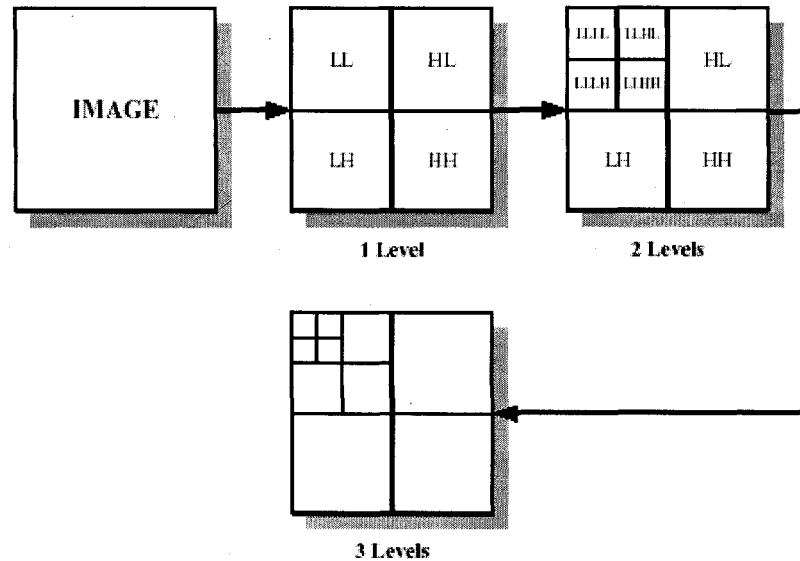 IMAGE
LL HL
LH HH
1 Level
LLLL LLHL
LLLH LLHH
HL
LH HH
2 Levels
3 Levels